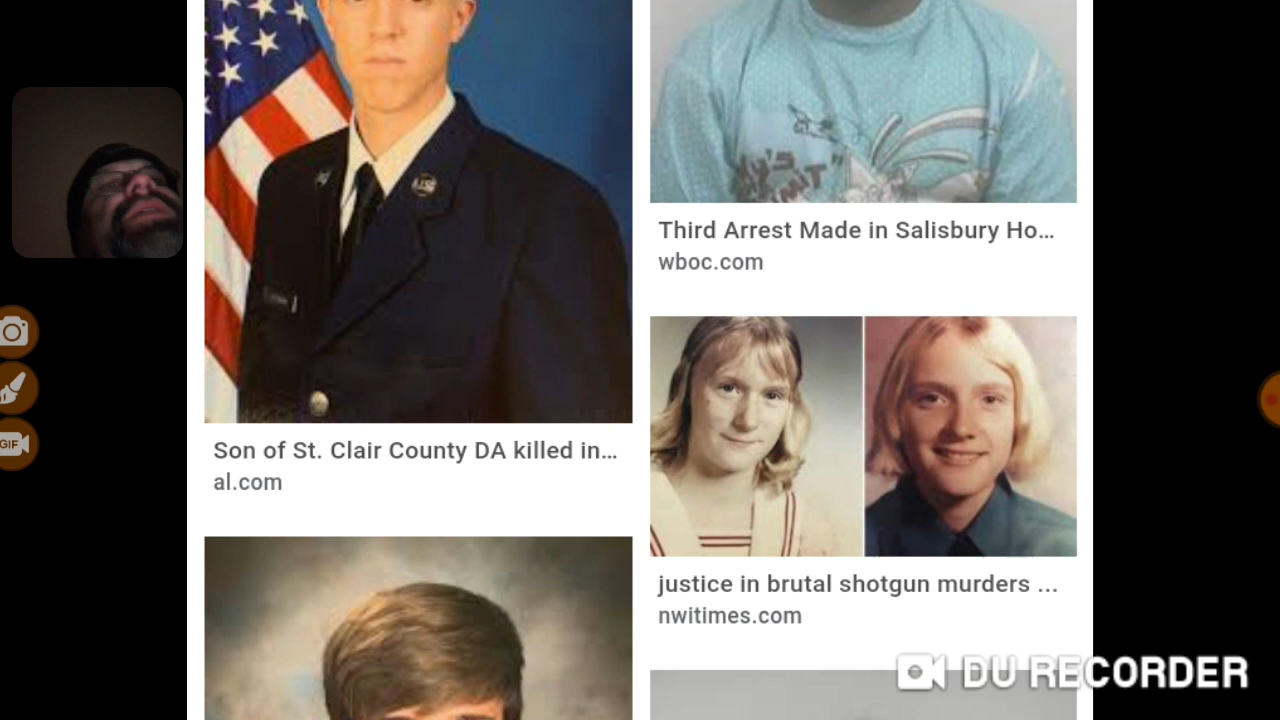 Son of St. Clair County DA killed in...
al.com
Third Arrest Made in Salisbury Ho...
wboc.com
justice in brutal shotgun murders ...
nwitimes.com
GIF
DU RECORDER